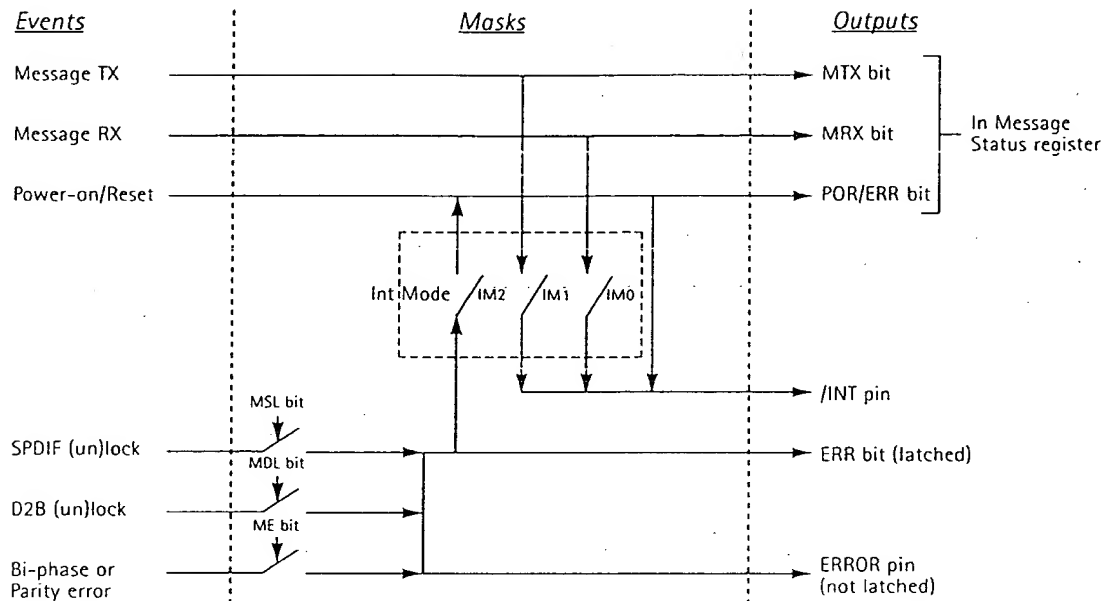 Events
Masks
Outputs
Message TX
MTX bit
Message RX
MRX bit
In Message
Status register
Power-on/Reset
POR/ERR bit
Int Mode
IM2
IM1
IM0
/INT pin
MSL bit
SPDIF (un)lock
ERR bit (latched)
MDL bit
D2B (un)lock
ME bit
Bi-phase or
Parity error
ERROR pin
(not latched)